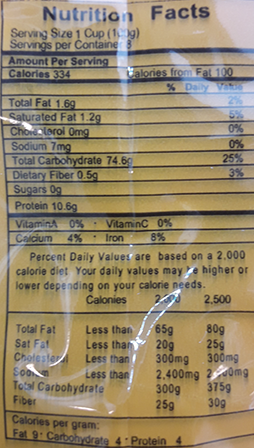 Nutrition Facts
Serving Size 1 Cup (100g)
Servings per Container 8
Amount Per Serving
Calories 334 Calories from Fat 100
% Daily Value
Total Fat 1.6g 2%
Saturated Fat 1.2g 5%
Cholesterol 0mg 0%
Sodium 7mg 0%
Total Carbohydrate 74.6g 25%
Dietary Fiber 0.5g 3%
Sugars 0g
Protein 10.6g
VitaminA 0% · VitaminC 0%
Calcium 4% · Iron 8%
Percent Daily Values are based on a 2,000
calorie diet. Your daily values may be higher or
lower depending on your calorie needs.
Calories 2,000 2,500
Total Fat Less than 65g 80g
Sat Fat Less than 20g 25g
Cholesterol Less than 300mg 300mg
Sodium Less than 2,400mg 2,400mg
Total Carbohydrate 300g 375g
Fiber 25g 30g
Calories per gram:
Fat 9 · Carbohydrate 4 · Protein 4